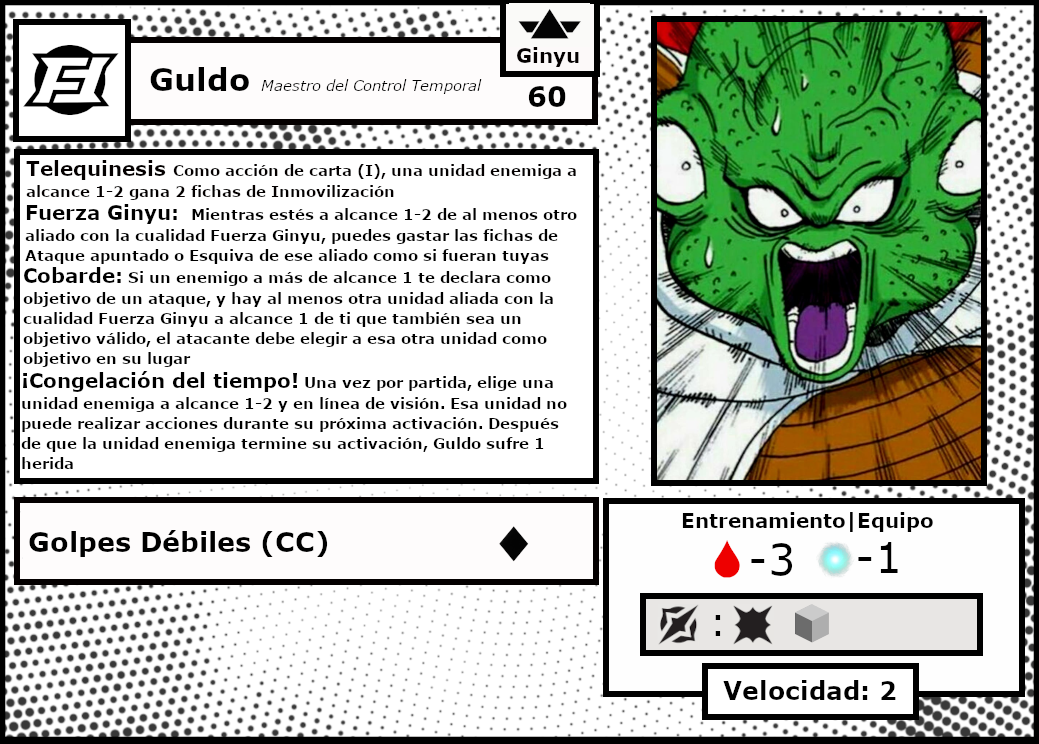 Ginyu
Guldo Maestro del Control Temporal
60
Telequinesis Como acción de carta (I), una unidad enemiga a
alcance 1-2 gana 2 fichas de Inmovilización
Fuerza Ginyu: Mientras estés a alcance 1-2 de al menos otro
aliado con la cualidad Fuerza Ginyu, puedes gastar las fichas de
Ataque apuntado o Esquiva de ese aliado como si fueran tuyas
Cobarde: Si un enemigo a más de alcance 1 te declara como
objetivo de un ataque, y hay al menos otra unidad aliada con la
cualidad Fuerza Ginyu a alcance 1 de ti que también sea un
objetivo válido, el atacante debe elegir a esa otra unidad como
objetivo en su lugar
¡Congelación del tiempo! Una vez por partida, elige una
unidad enemiga a alcance 1-2 y en línea de visión. Esa unidad no
puede realizar acciones durante su próxima activación. Después
de que la unidad enemiga termine su activación, Guldo sufre 1
herida
Golpes Débiles (CC)
Entrenamiento|Equipo
-3 -1
:
Velocidad: 2